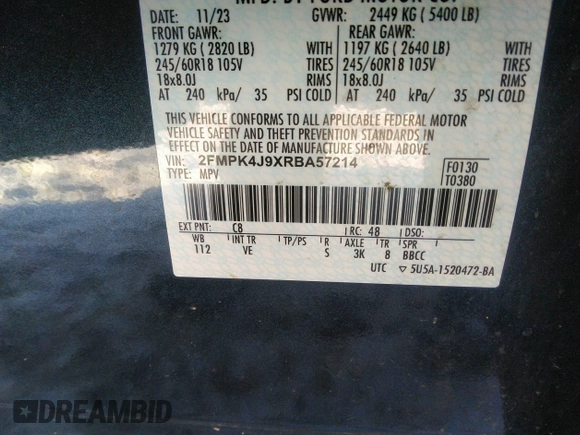 MFD. BY FORD MOTOR CO.
DATE: 11/23 GVWR: 2449 KG ( 5400 LB)
FRONT GAWR: REAR GAWR:
1279 KG ( 2820 LB) WITH 1197 KG ( 2640 LB) WITH
245/60R18 105V TIRES 245/60R18 105V TIRES
18x8.0J RIMS 18x8.0J RIMS
AT 240 kPa/ 35 PSI COLD AT 240 kPa/ 35 PSI COLD
THIS VEHICLE CONFORMS TO ALL APPLICABLE FEDERAL MOTOR
VEHICLE SAFETY AND THEFT PREVENTION STANDARDS IN
EFFECT ON THE DATE OF MANUFACTURE SHOWN ABOVE.
VIN: 2FMPK4J9XRBA57214
TYPE: MPV
F0130
T0380
EXT PNT: C8 RC: 48 DSO:
WB INT TR TP/PS R AXLE TR SPR
112 VE S 3K 8 BBCC
UTC ▽ 5U5A-1520472-BA
DREAMBID